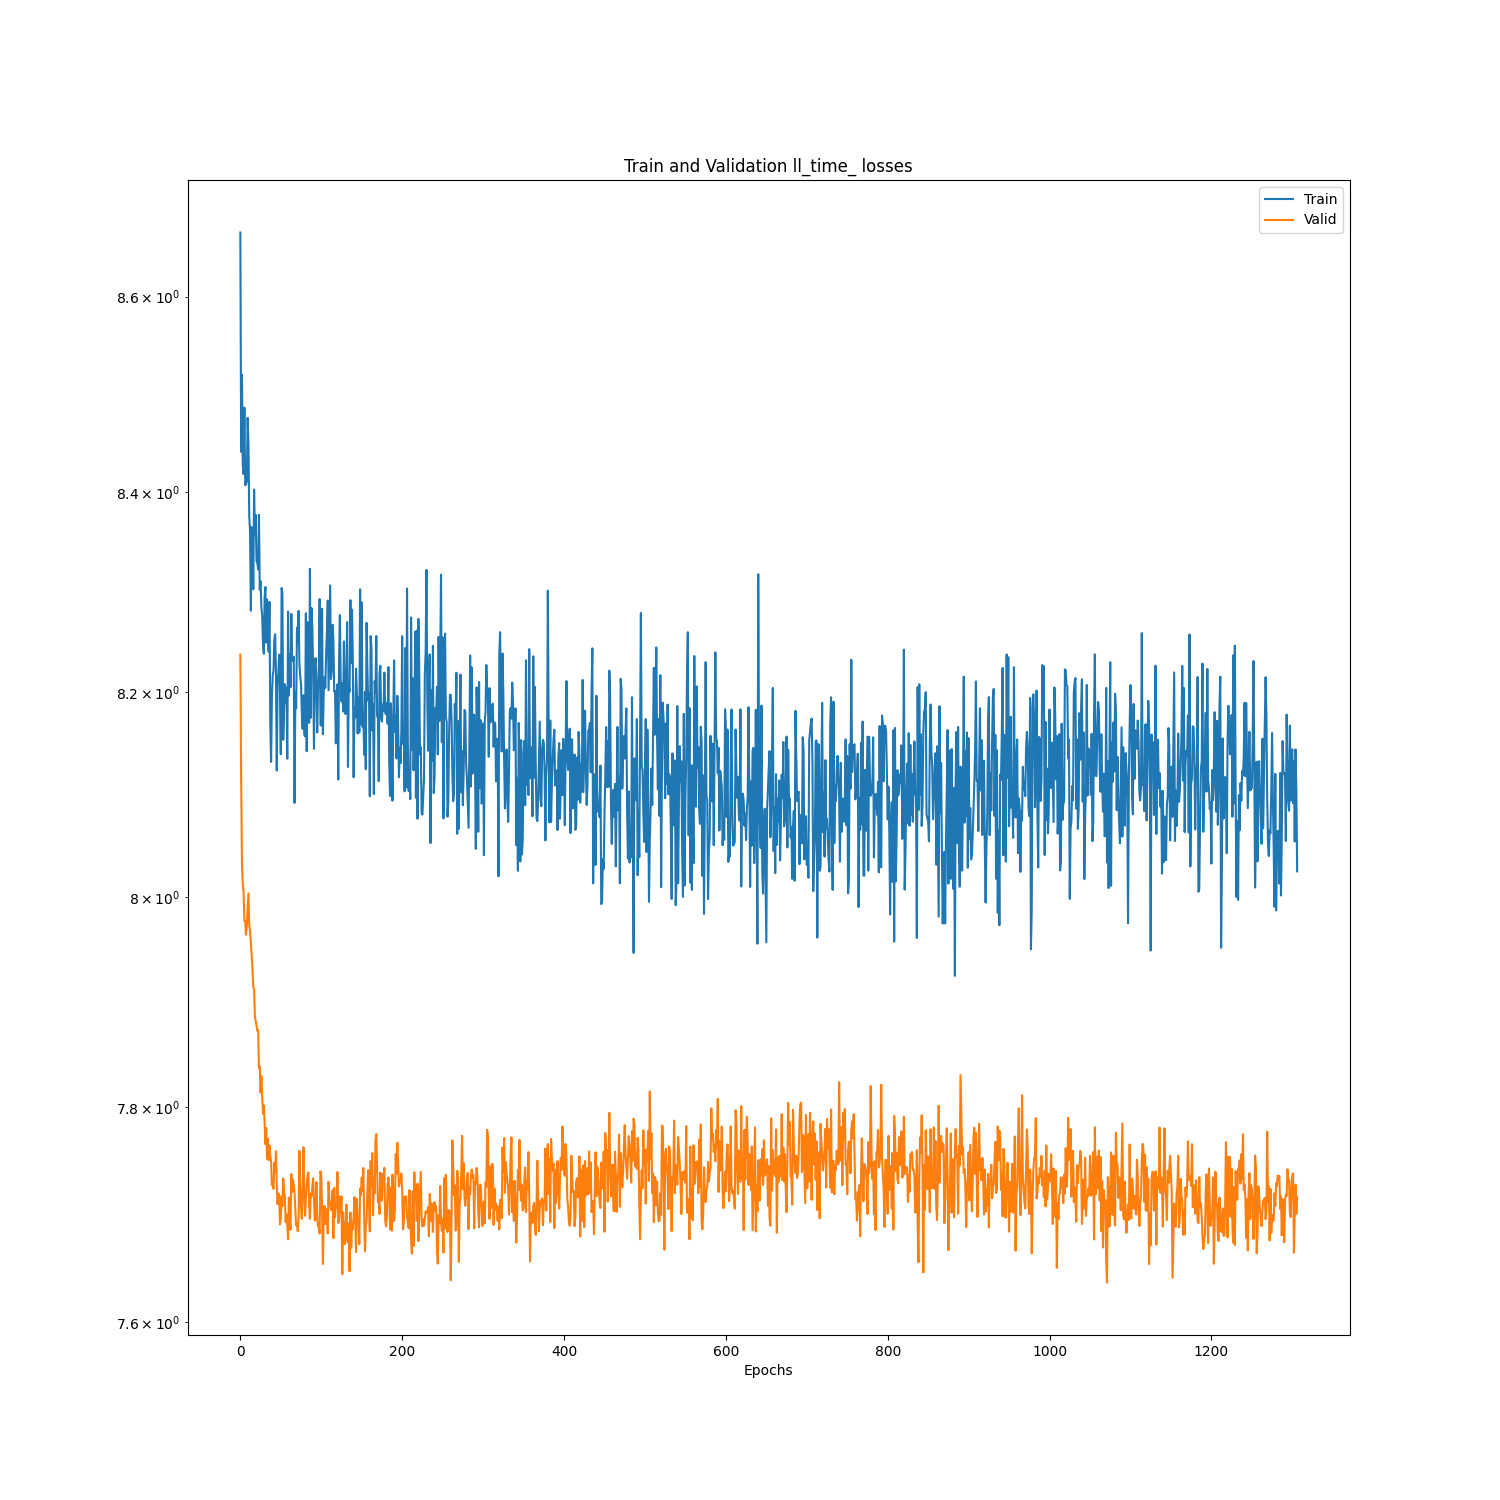 Train and Validation ll_time_ losses
Train
Valid
8.6 × 10⁰
8.4 × 10⁰
8.2 × 10⁰
8 × 10⁰
7.8 × 10⁰
7.6 × 10⁰
0 200 400 600 800 1000 1200
Epochs